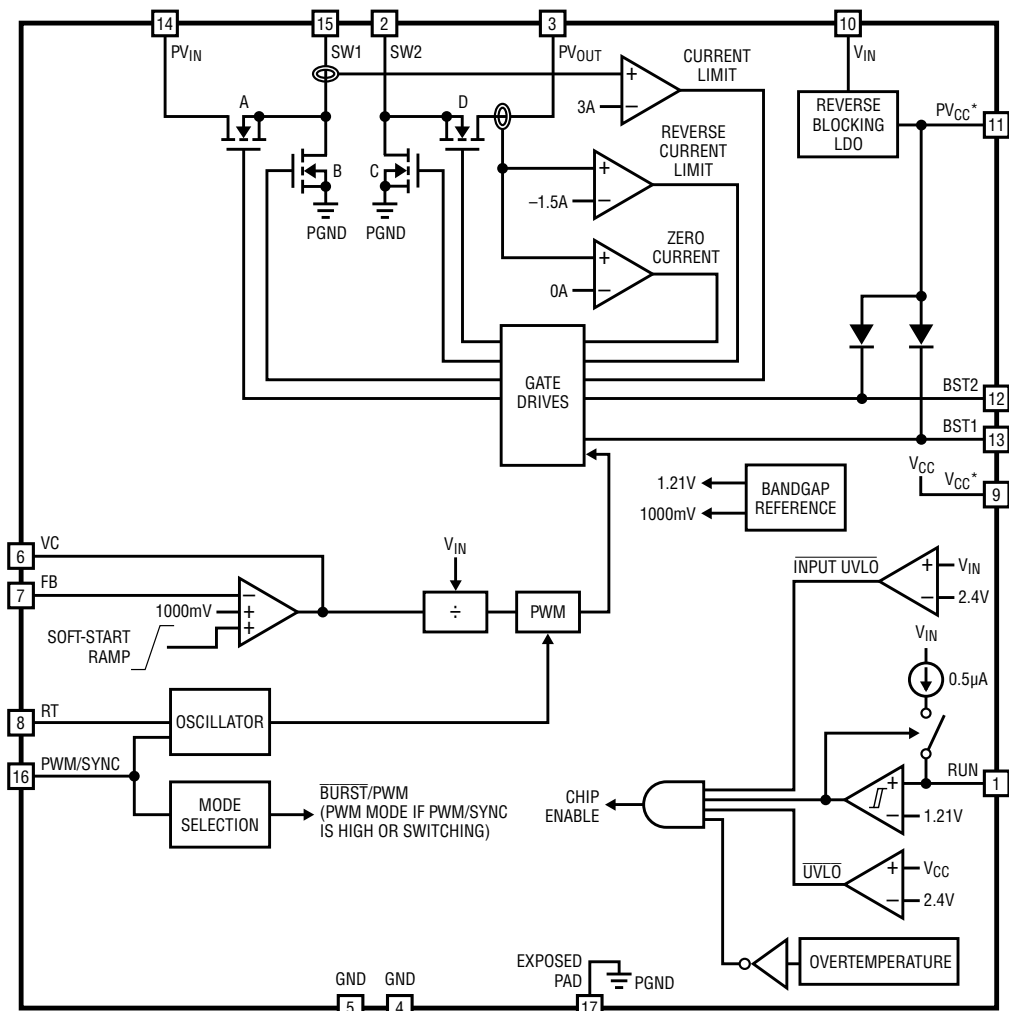 14
15
2
3
10
PVIN
SW1
SW2
PVOUT
VIN
CURRENT
LIMIT
+
3A
–
A
D
REVERSE
BLOCKING
LDO
PVCC*
11
B
C
PGND
PGND
REVERSE
CURRENT
LIMIT
+
–1.5A
–
ZERO
CURRENT
+
0A
–
GATE
DRIVES
BST2
12
BST1
13
VCC
VCC*
9
1.21V
1000mV
BANDGAP
REFERENCE
6
VC
7
FB
–
1000mV
+
+
SOFT-START
RAMP
VIN
÷
PWM
INPUT UVLO
+
VIN
–
2.4V
VIN
0.5µA
8
RT
OSCILLATOR
16
PWM/SYNC
MODE
SELECTION
BURST/PWM
(PWM MODE IF PWM/SYNC
IS HIGH OR SWITCHING)
CHIP
ENABLE
RUN
1
+
–
1.21V
UVLO
+
VCC
–
2.4V
OVERTEMPERATURE
GND
5
GND
4
EXPOSED
PAD
PGND
17